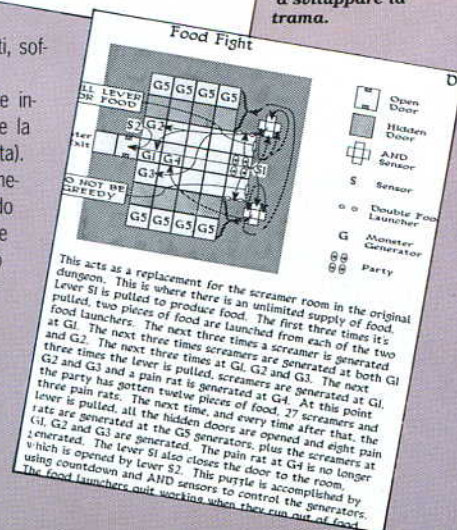 a sviluppare la
trama.
ti, sof-
e in-
e la
ta).
ne-
do
e
Food Fight
D
LL LEVER
OR FOOD
ter
Exit
O NOT BE
GREEDY
G5 G5 G5 G5
S2 G2
G1 G4 S1
G3
G5 G5 G5 G5
Open
Door
Hidden
Door
AND
Sensor
S Sensor
Double Foo
Launcher
G Monster
Generator
Party
This acts as a replacement for the screamer room in the original
dungeon. This is where there is an unlimited supply of food.
Lever S1 is pulled to produce food. The first three times it's
pulled, two pieces of food are launched from each of the two
food launchers. The next three times a screamer is generated
at G1. The next three times screamers are generated at both G1
and G2. The next three times at G1, G2 and G3. The next
three times the lever is pulled, screamers are generated at G1,
G2 and G3 and a pain rat is generated at G4. At this point
the party has gotten twelve pieces of food, 27 screamers and
three pain rats. The next time, and every time after that, the
lever is pulled, all the hidden doors are opened and eight pain
rats are generated at the G5 generators, plus the screamers at
G1, G2 and G3 are generated. The pain rat at G4 is no longer
generated. The lever S1 also closes the door to the room,
which is opened by lever S2. This puzzle is accomplished by
using countdown and AND sensors to control the generators.
The food launchers quit working when they run out of food